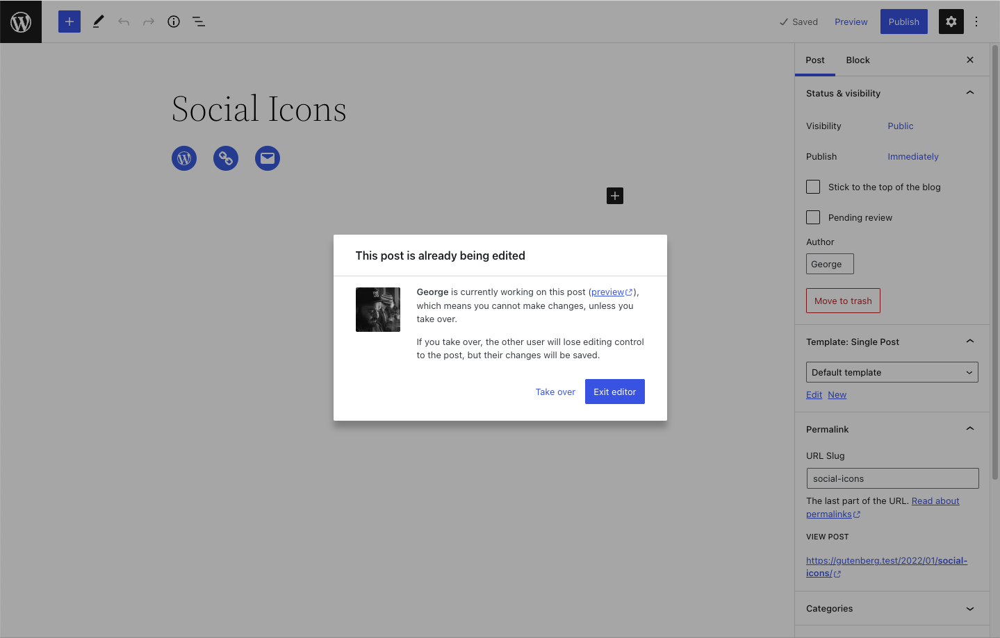 Saved
Preview
Publish
Social Icons
Post
Block
Status & visibility
Visibility
Public
Publish
Immediately
Stick to the top of the blog
Pending review
Author
George
Move to trash
Template: Single Post
Default template
Edit New
Permalink
URL Slug
social-icons
The last part of the URL. Read about
permalinks
VIEW POST
https://gutenberg.test/2022/01/social-
icons/
Categories
This post is already being edited
George is currently working on this post (preview),
which means you cannot make changes, unless you
take over.
If you take over, the other user will lose editing control
to the post, but their changes will be saved.
Take over
Exit editor